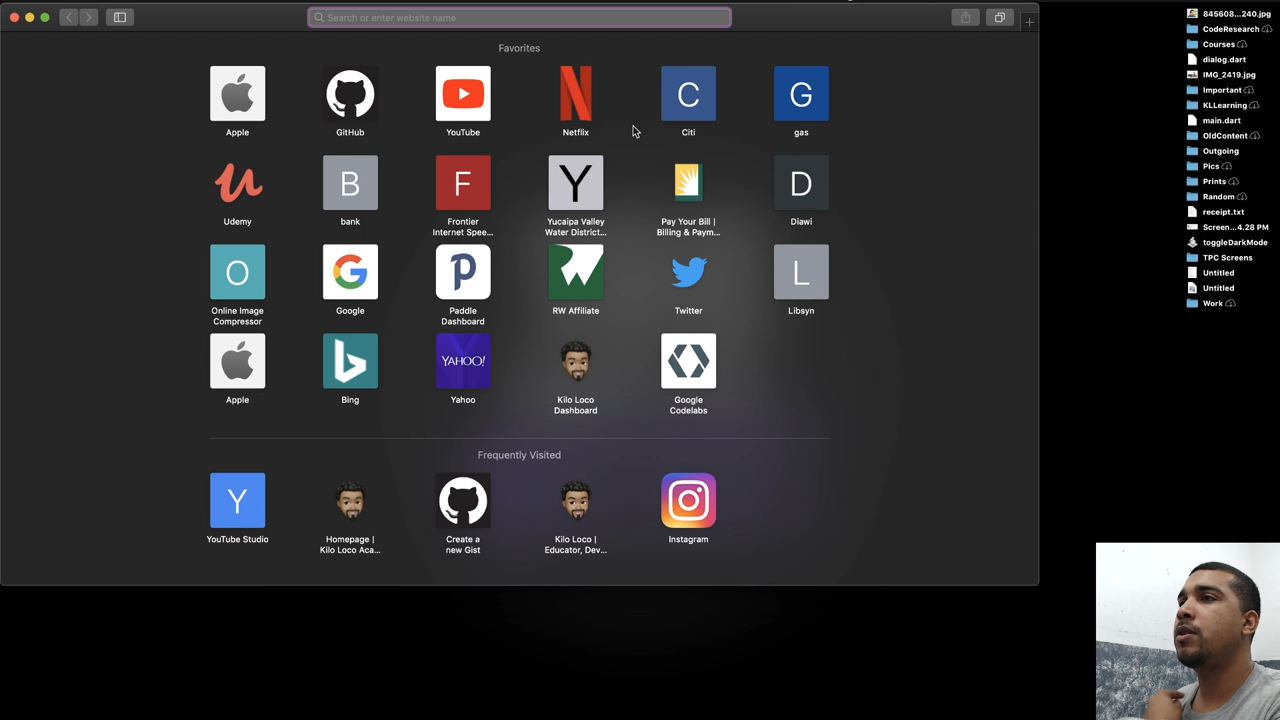 Search or enter website name
Favorites
Apple
GitHub
YouTube
Netflix
C
Citi
G
gas
Udemy
B
bank
F
Frontier
Internet Spee...
Y
Yucaipa Valley
Water District...
Pay Your Bill |
Billing & Paym...
D
Diawi
O
Online Image
Compressor
Google
Paddle
Dashboard
RW Affiliate
Twitter
L
Libsyn
Apple
Bing
YAHOO!
Yahoo
Kilo Loco
Dashboard
Google
Codelabs
Frequently Visited
Y
YouTube Studio
Homepage |
Kilo Loco Aca...
Create a
new Gist
Kilo Loco |
Educator, Dev...
Instagram
845608...240.jpg
CodeResearch
Courses
dialog.dart
IMG_2419.jpg
Important
KLLearning
main.dart
OldContent
Outgoing
Pics
Prints
Random
receipt.txt
Screen...4.28 PM
toggleDarkMode
TPC Screens
Untitled
Untitled
Work